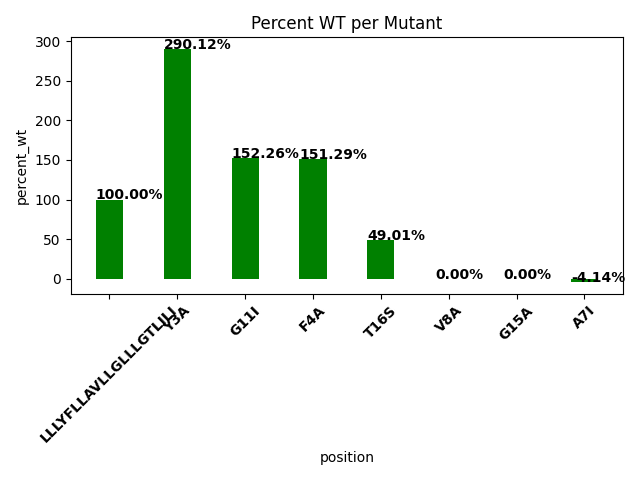 Percent WT per Mutant
percent_wt
300
250
200
150
100
50
0
100.00%
290.12%
152.26%
151.29%
49.01%
0.00%
0.00%
-4.14%
Y3A
G11I
F4A
T16S
V8A
G15A
A7I
position